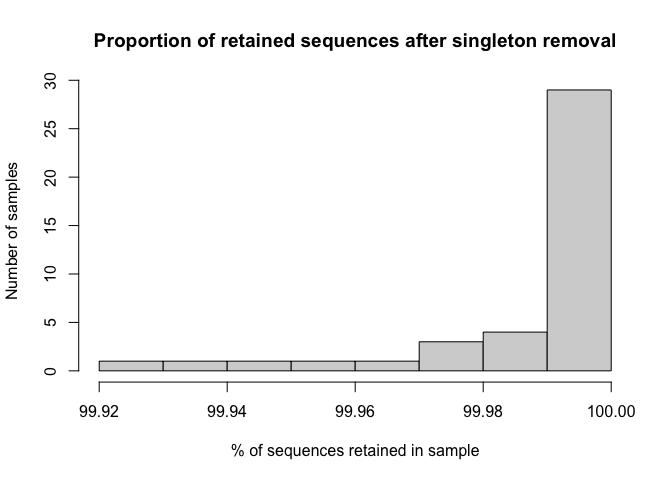 Proportion of retained sequences after singleton removal
Number of samples
30
25
20
15
10
5
0
99.92 99.94 99.96 99.98 100.00
% of sequences retained in sample